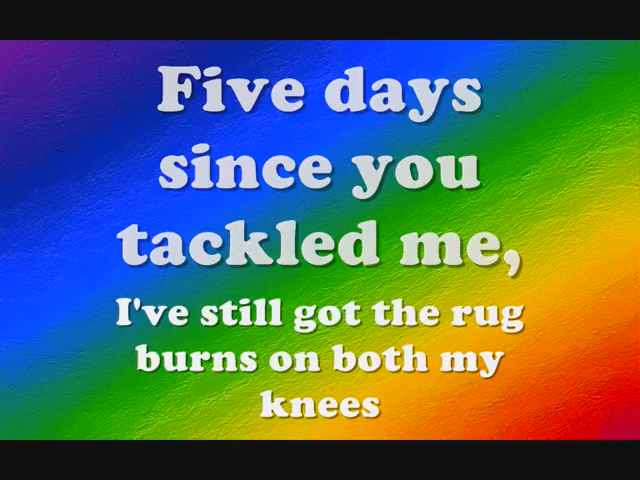 Five days
since you
tackled me,
I've still got the rug
burns on both my
knees